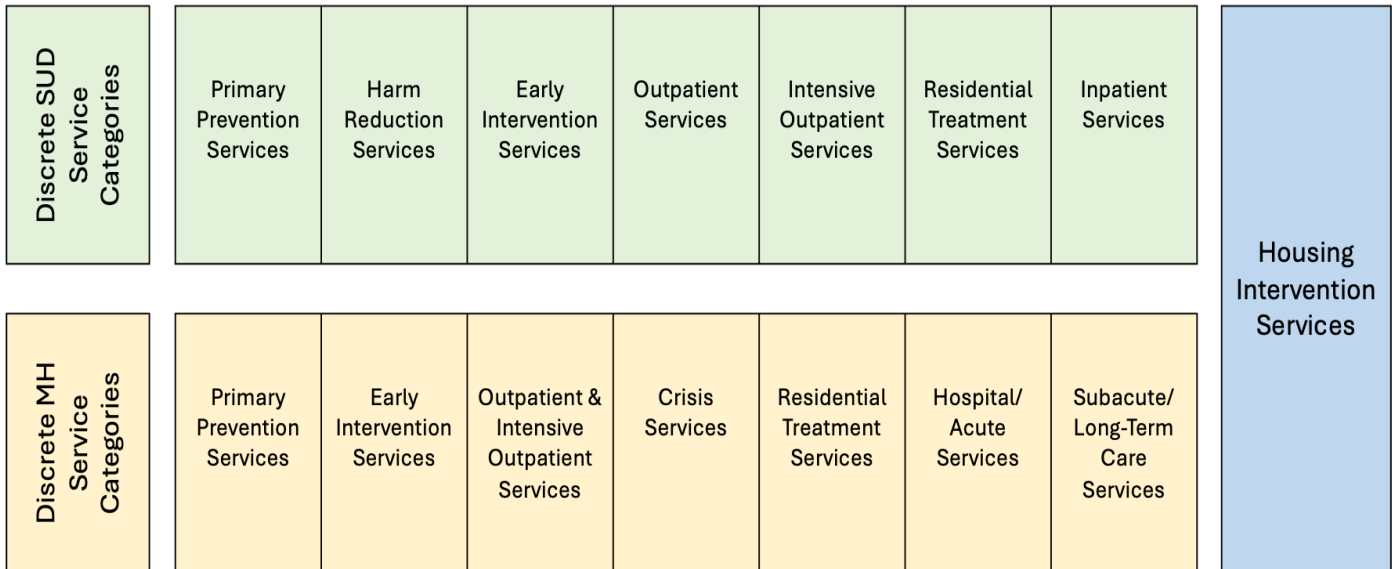 Discrete SUD
Service
Categories
Primary
Prevention
Services
Harm
Reduction
Services
Early
Intervention
Services
Outpatient
Services
Intensive
Outpatient
Services
Residential
Treatment
Services
Inpatient
Services
Housing
Intervention
Services
Discrete MH
Service
Categories
Primary
Prevention
Services
Early
Intervention
Services
Outpatient &
Intensive
Outpatient
Services
Crisis
Services
Residential
Treatment
Services
Hospital/
Acute
Services
Subacute/
Long-Term
Care
Services